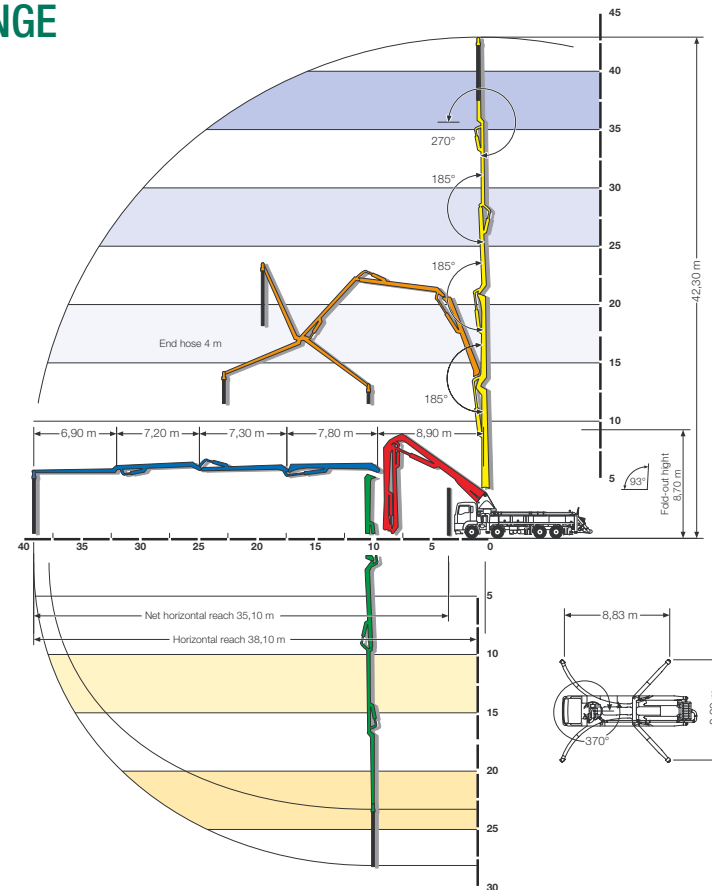 NGE
45
40
35
270°
185°
30
25
185°
42,30 m
20
End hose 4 m
15
185°
10
6,90 m 7,20 m 7,30 m 7,80 m 8,90 m
5
93°
Fold-out hight
8,70 m
40 35 30 25 20 15 10 5 0
5
Net horizontal reach 35,10 m
8,83 m
Horizontal reach 38,10 m
10
15
370°
20
25
30